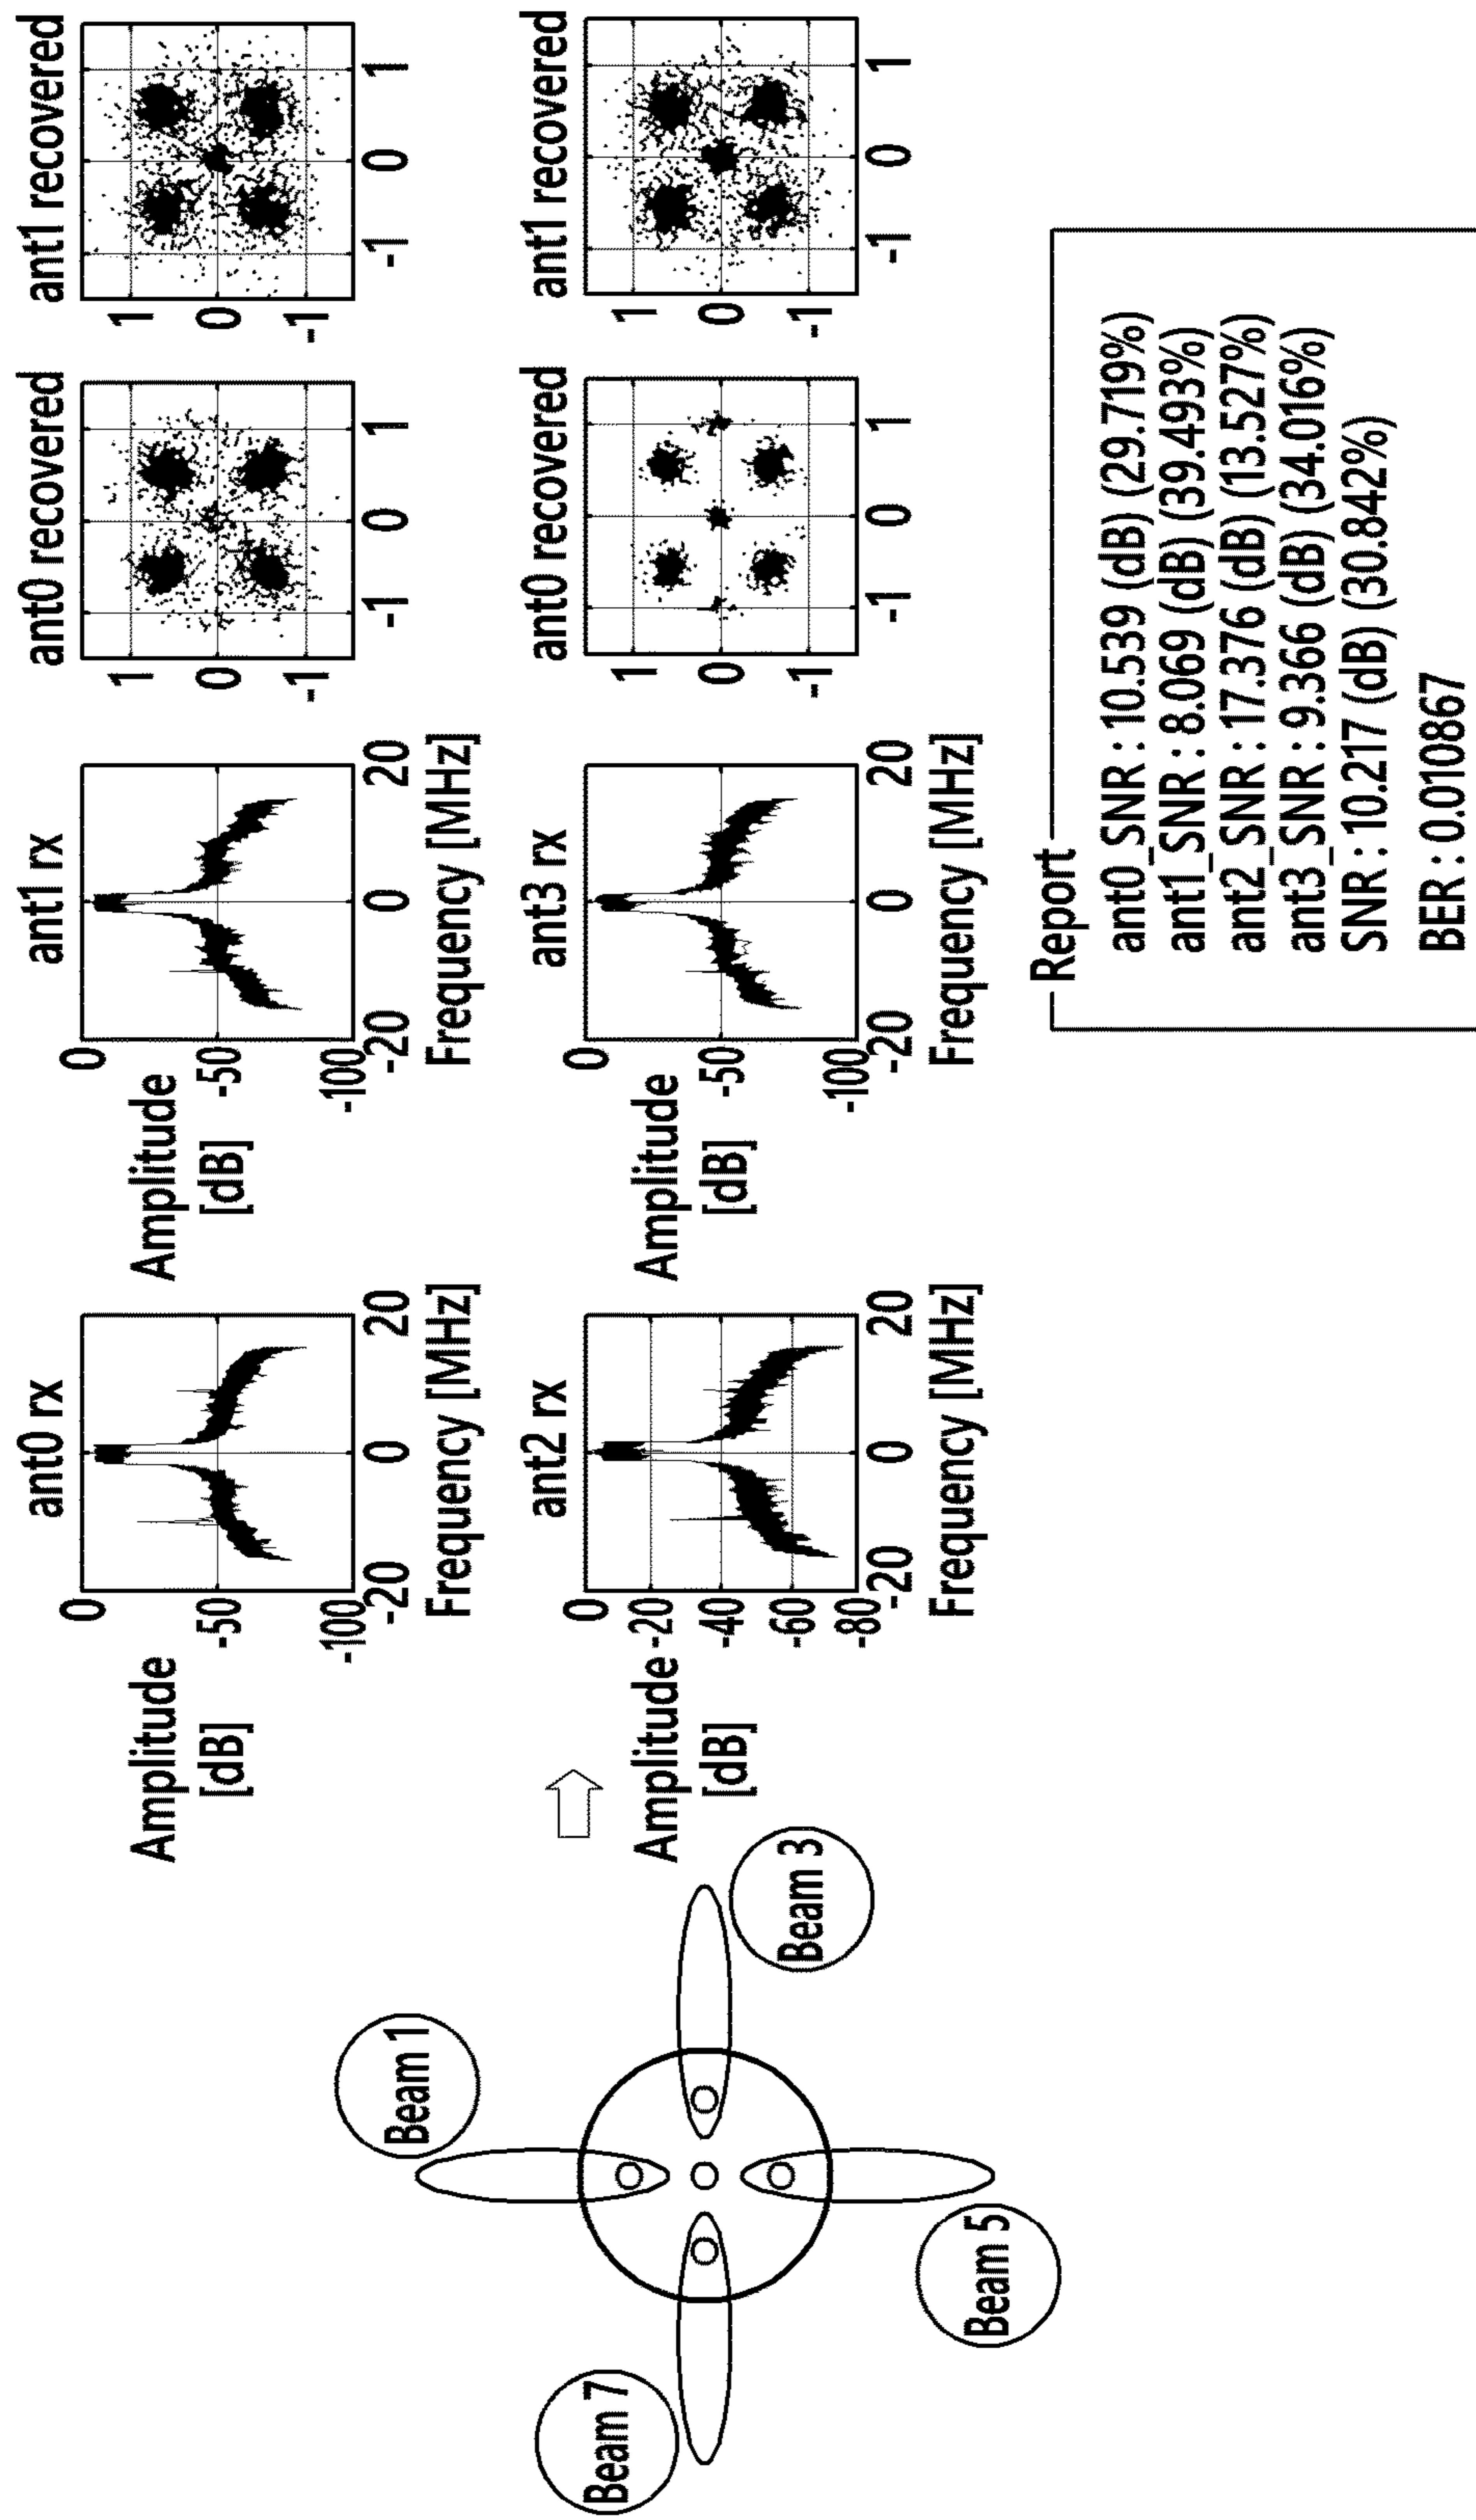 Beam 1
Beam 3
Beam 5
Beam 7
ant0 rx
Amplitude
[dB]
0
-50
-100
-20
0
20
Frequency [MHz]
ant1 rx
Amplitude
[dB]
0
-50
-100
-20
0
20
Frequency [MHz]
ant0 recovered
1
0
-1
-1
0
1
ant1 recovered
1
0
-1
-1
0
1
ant2 rx
Amplitude
[dB]
0
-20
-40
-60
-80
-20
0
20
Frequency [MHz]
ant3 rx
Amplitude
[dB]
0
-50
-100
-20
0
20
Frequency [MHz]
ant0 recovered
1
0
-1
-1
0
1
ant1 recovered
1
0
-1
-1
0
1
Report
ant0_SNR : 10.539 (dB) (29.719%)
ant1_SNR : 8.069 (dB) (39.493%)
ant2_SNR : 17.376 (dB) (13.527%)
ant3_SNR : 9.366 (dB) (34.016%)
SNR : 10.217 (dB) (30.842%)
BER : 0.010867